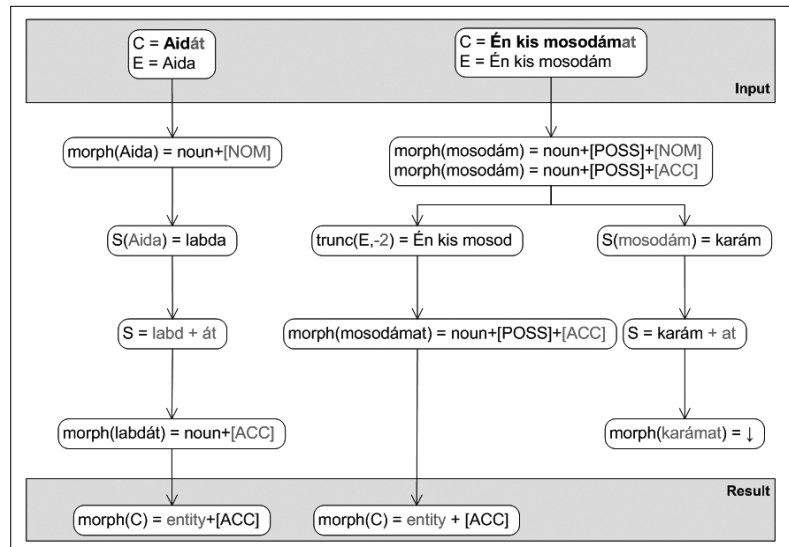 C = Aidát
E = Aida
C = Én kis mosodámat
E = Én kis mosodám
Input
morph(Aida) = noun+[NOM]
morph(mosodám) = noun+[POSS]+[NOM]
morph(mosodám) = noun+[POSS]+[ACC]
S(Aida) = labda
trunc(E,-2) = Én kis mosod
S(mosodám) = karám
S = labd + át
morph(mosodámat) = noun+[POSS]+[ACC]
S = karám + at
morph(labdát) = noun+[ACC]
morph(karámat) = ↓
Result
morph(C) = entity+[ACC]
morph(C) = entity + [ACC]